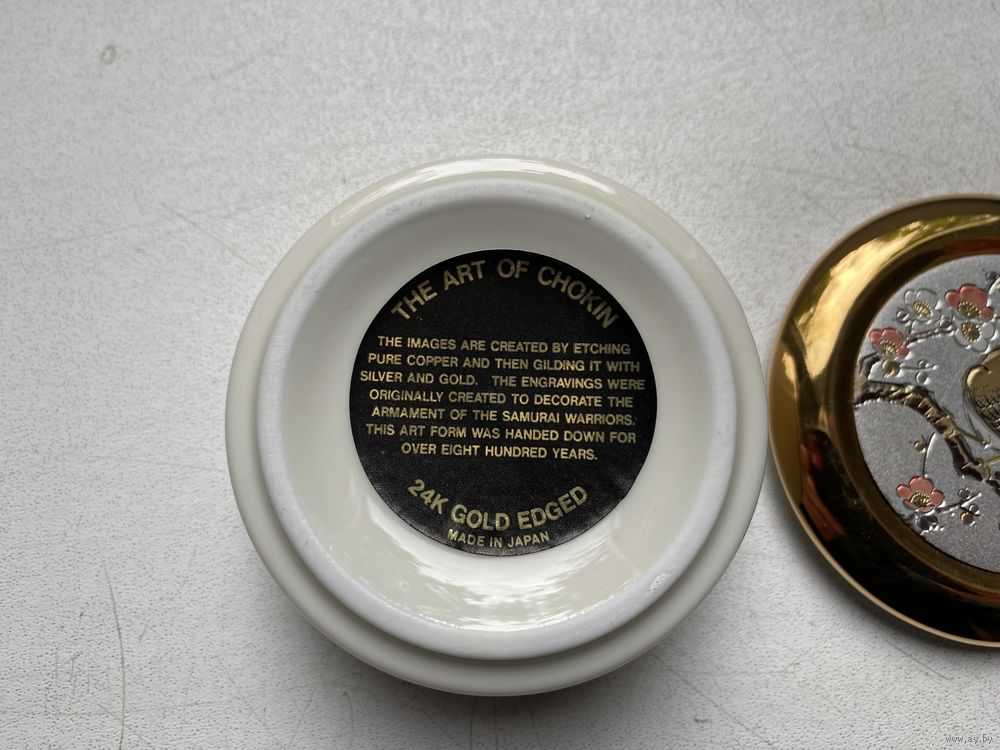 THE ART OF CHOKIN
THE IMAGES ARE CREATED BY ETCHING
PURE COPPER AND THEN GILDING IT WITH
SILVER AND GOLD. THE ENGRAVINGS WERE
ORIGINALLY CREATED TO DECORATE THE
ARMAMENT OF THE SAMURAI WARRIORS.
THIS ART FORM WAS HANDED DOWN FOR
OVER EIGHT HUNDRED YEARS.
24K GOLD EDGED
MADE IN JAPAN
www.ay.by